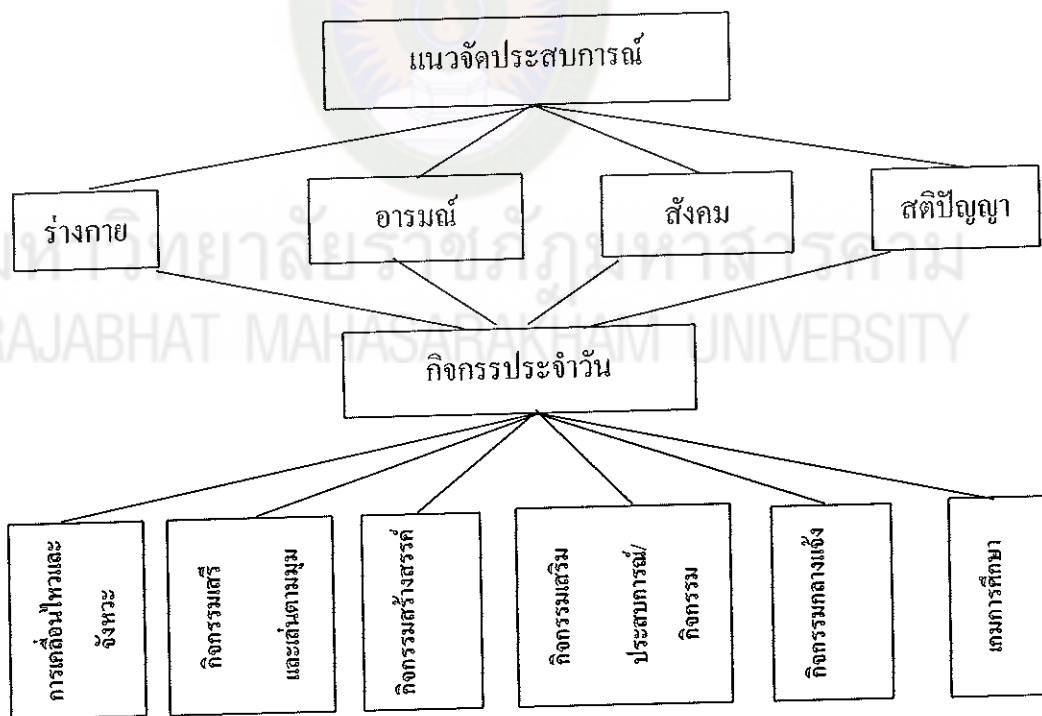 แนวจัดประสบการณ์
ร่างกาย
อารมณ์
สังคม
สติปัญญา
มหาวิทยาลัยราชภัฏมหาสารคาม
RAJABHAT MAHASARAKHAM UNIVERSITY
กิจกรรประจำวัน
การเคลื่อนไหวและ
จังหวะ
กิจกรรมเสรี
และเล่นตามมุม
กิจกรรมสร้างสรรค์
กิจกรรมเสริม
ประสบการณ์/
กิจกรรม
กิจกรรมกลางแจ้ง
เกมการศึกษา